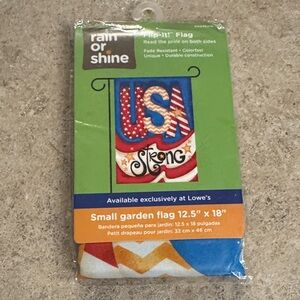 rain
or
shine
Flip-It!™ Flag
Read the pride on both sides
Fade Resistant • Colorfast
Unique • Durable construction
USA
Strong
Available exclusively at Lowe's
Small garden flag 12.5" x 18"
Bandera pequeña para jardín: 12.5 x 18 pulgadas
Petit drapeau pour jardin: 32 cm x 46 cm